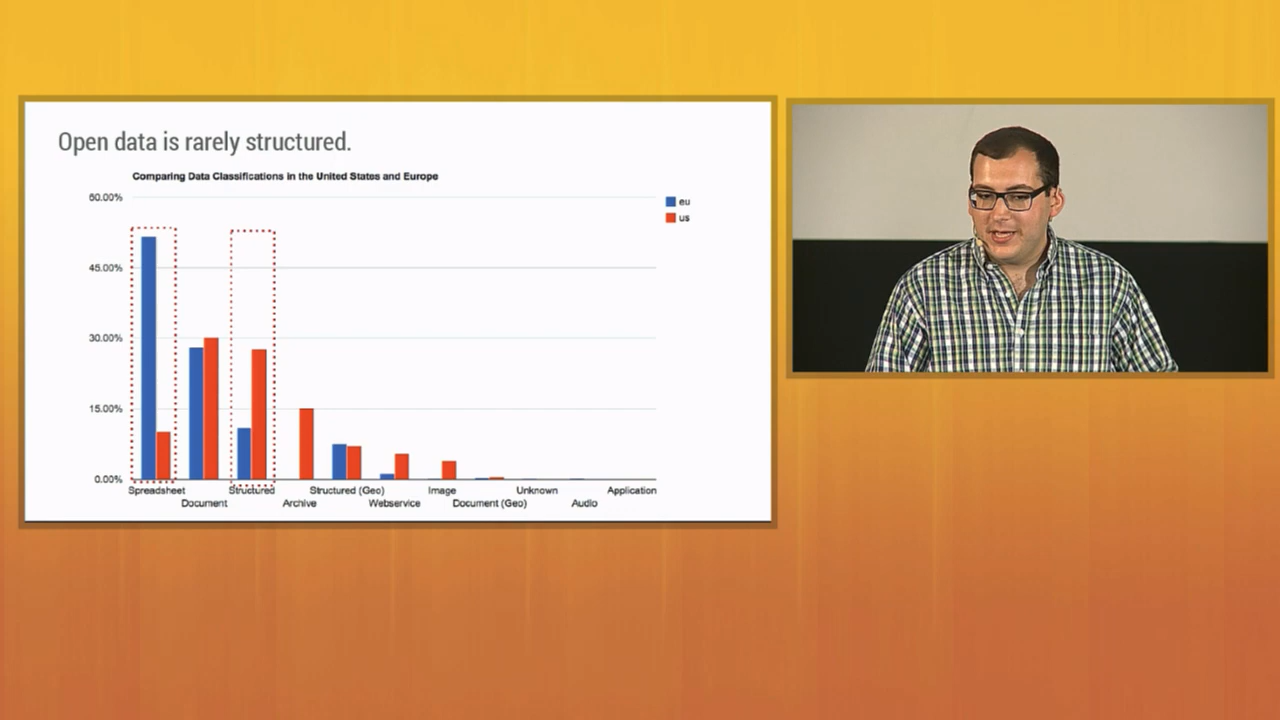 Open data is rarely structured.
Comparing Data Classifications in the United States and Europe
60.00%
45.00%
30.00%
15.00%
0.00%
eu
us
Spreadsheet
Document
Structured
Archive
Structured (Geo)
Webservice
Image
Document (Geo)
Unknown
Audio
Application